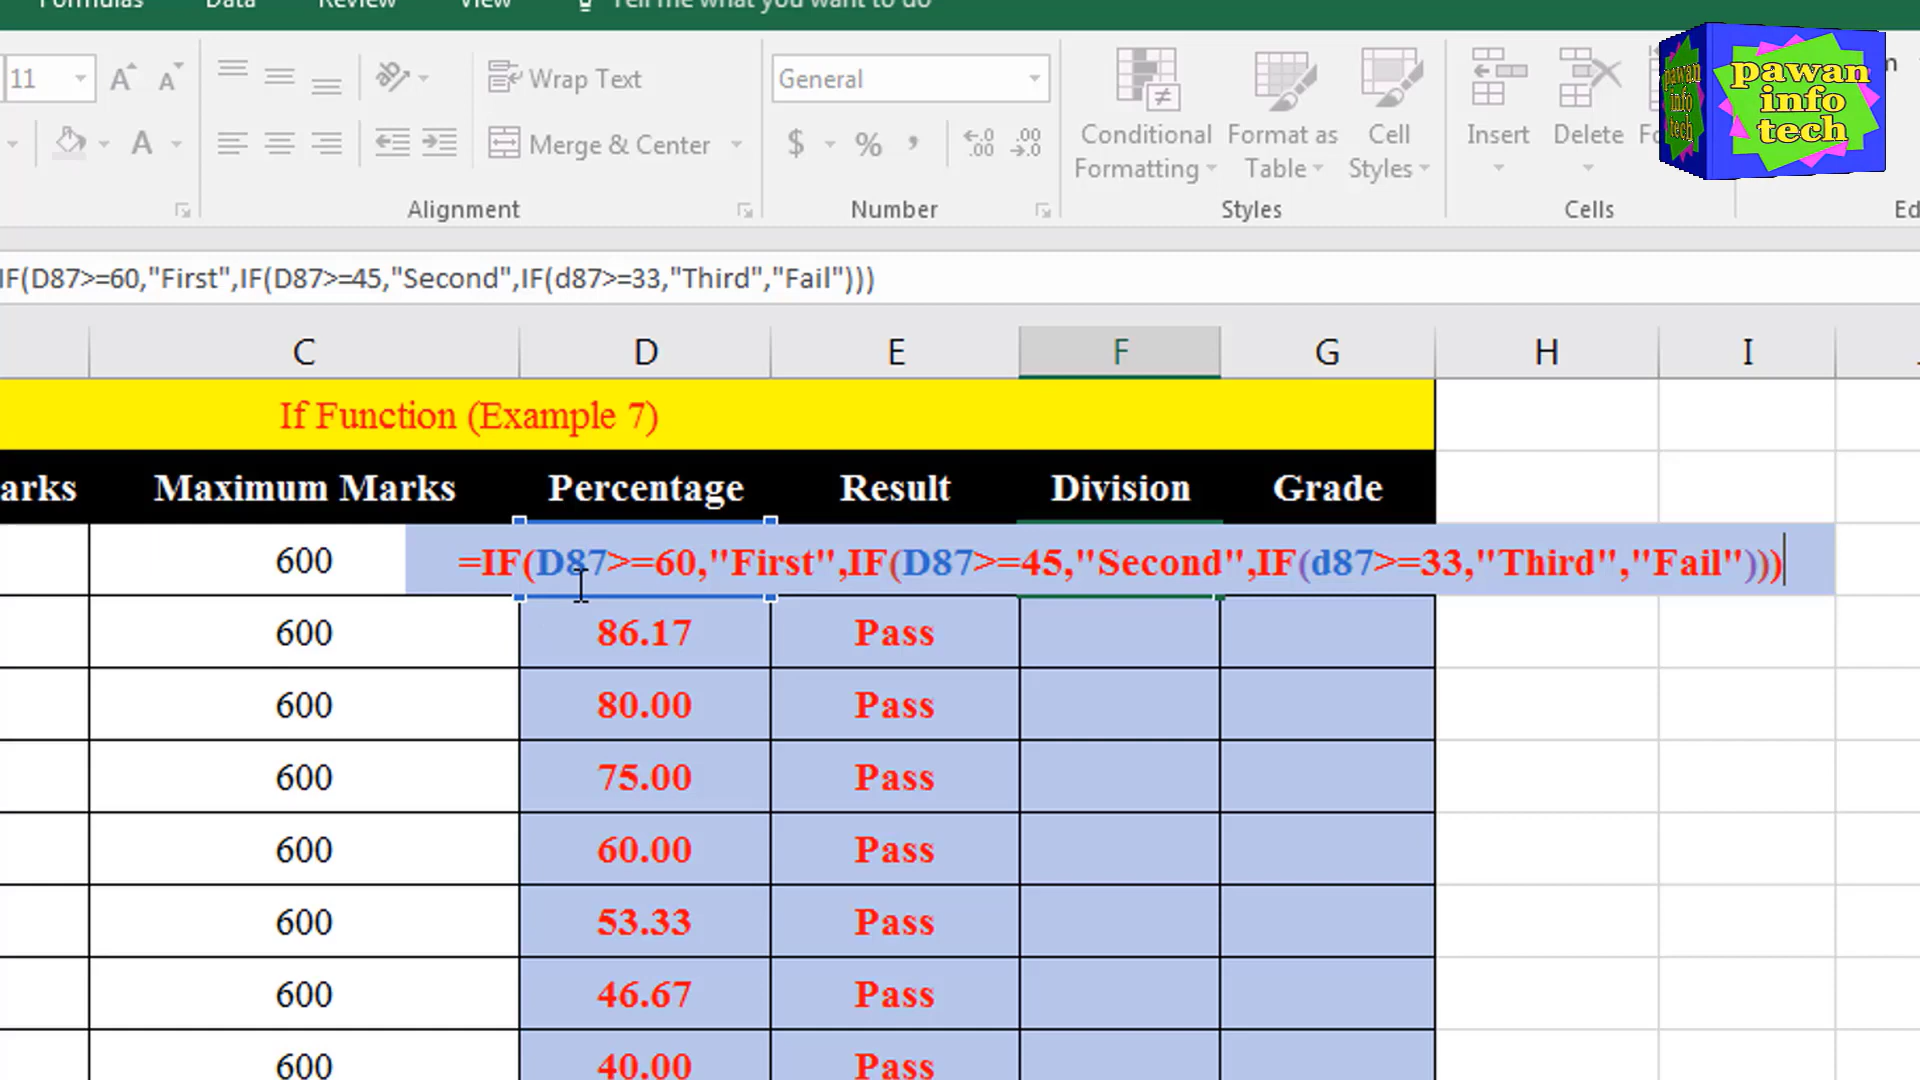 Formulas Data Review View Tell me what you want to do
11 A A Wrap Text General
$ % , .00 .00
A Merge & Center
Conditional Formatting
Format as Table
Cell Styles
Insert Delete
Alignment Number Styles Cells
pawan info tech
pawan info tech
IF(D87>=60,"First",IF(D87>=45,"Second",IF(d87>=33,"Third","Fail")))
C D E F G H I
If Function (Example 7)
arks Maximum Marks Percentage Result Division Grade
600 =IF(D87>=60,"First",IF(D87>=45,"Second",IF(d87>=33,"Third","Fail")))
600 86.17 Pass
600 80.00 Pass
600 75.00 Pass
600 60.00 Pass
600 53.33 Pass
600 46.67 Pass
600 40.00 Pass